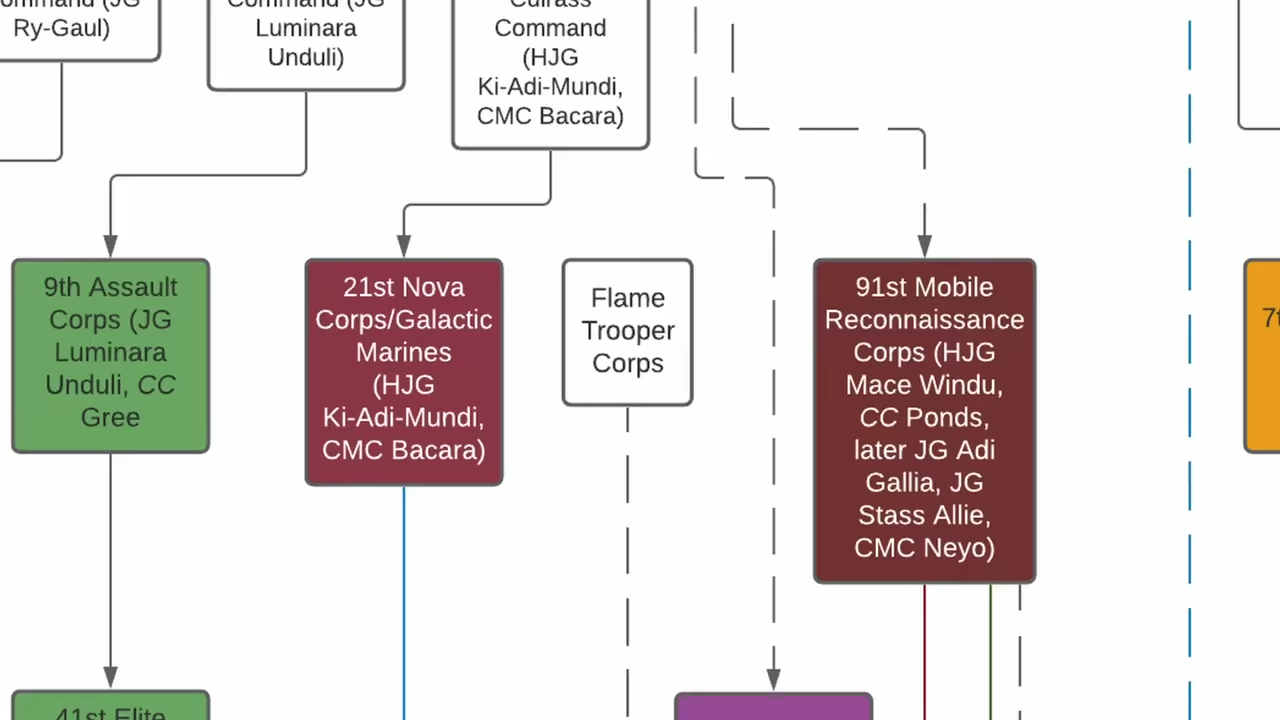 ommand (JG
Ry-Gaul)
Command (JG
Luminara
Unduli)
Cuirass
Command
(HJG
Ki-Adi-Mundi,
CMC Bacara)
9th Assault
Corps (JG
Luminara
Unduli, CC
Gree
21st Nova
Corps/Galactic
Marines
(HJG
Ki-Adi-Mundi,
CMC Bacara)
Flame
Trooper
Corps
91st Mobile
Reconnaissance
Corps (HJG
Mace Windu,
CC Ponds,
later JG Adi
Gallia, JG
Stass Allie,
CMC Neyo)
41st Elite